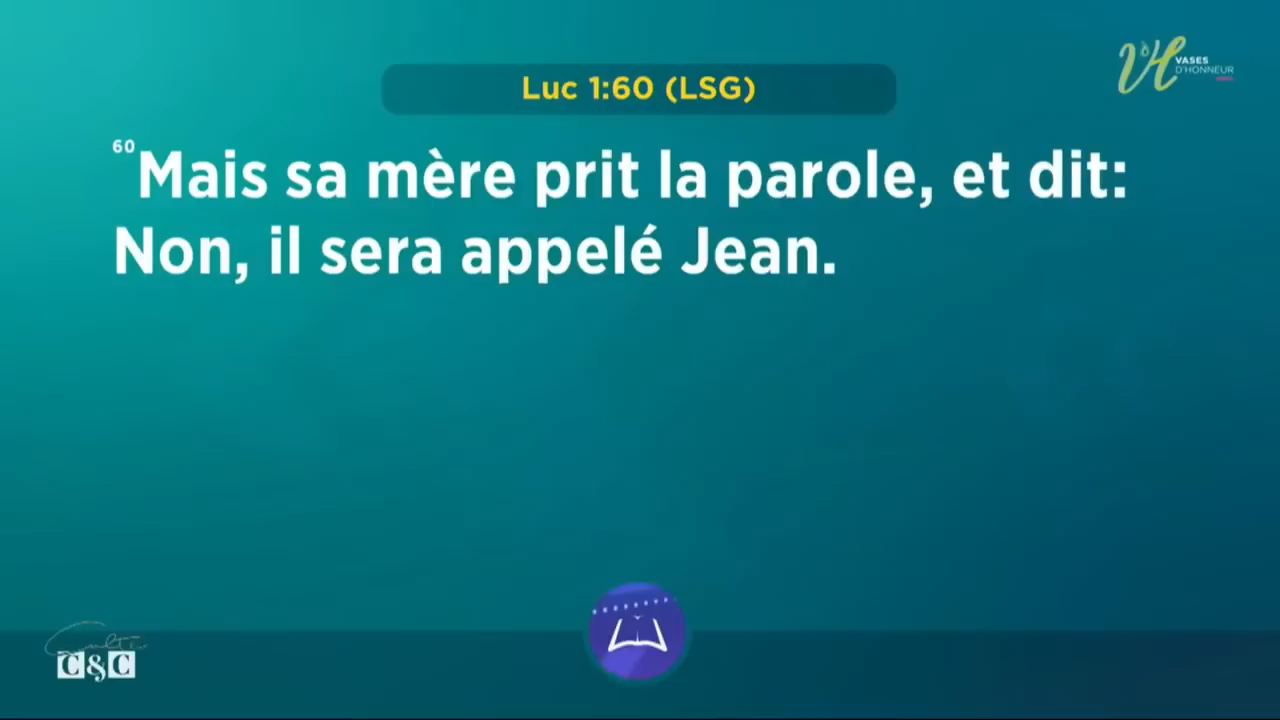 VASES
D'HONNEUR
Luc 1:60 (LSG)
60 Mais sa mère prit la parole, et dit:
Non, il sera appelé Jean.
Culte
C&C